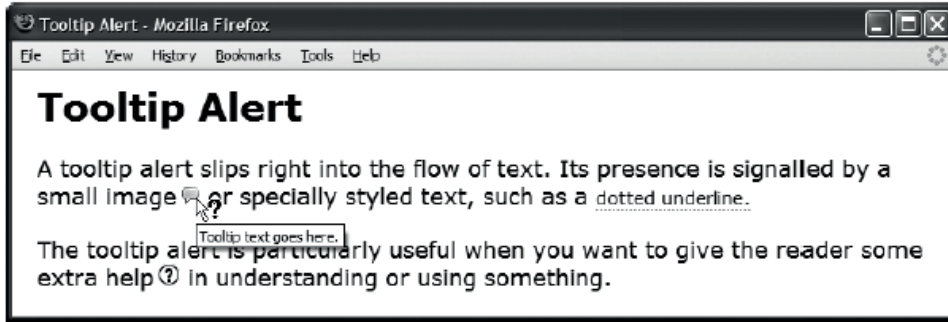 Tooltip Alert - Mozilla Firefox
File Edit View History Bookmarks Tools Help
Tooltip Alert
A tooltip alert slips right into the flow of text. Its presence is signalled by a
small image or specially styled text, such as a dotted underline.
Tooltip text goes here.
The tooltip alert is particularly useful when you want to give the reader some
extra help ? in understanding or using something.